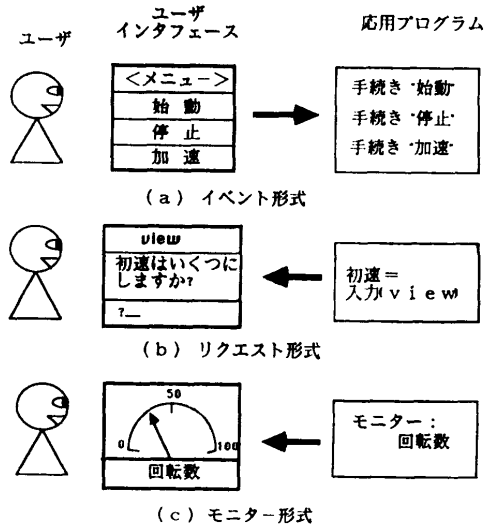 ユーザ
ユーザ
インタフェース
応用プログラム
<メニュー>
始 動
停 止
加 速
手続き "始動"
手続き "停止"
手続き "加速"
(a) イベント形式
view
初速はいくつに
しますか?
?__
初速=
入力(view)
(b) リクエスト形式
0
50
100
回転数
モニター:
回転数
(c) モニター形式